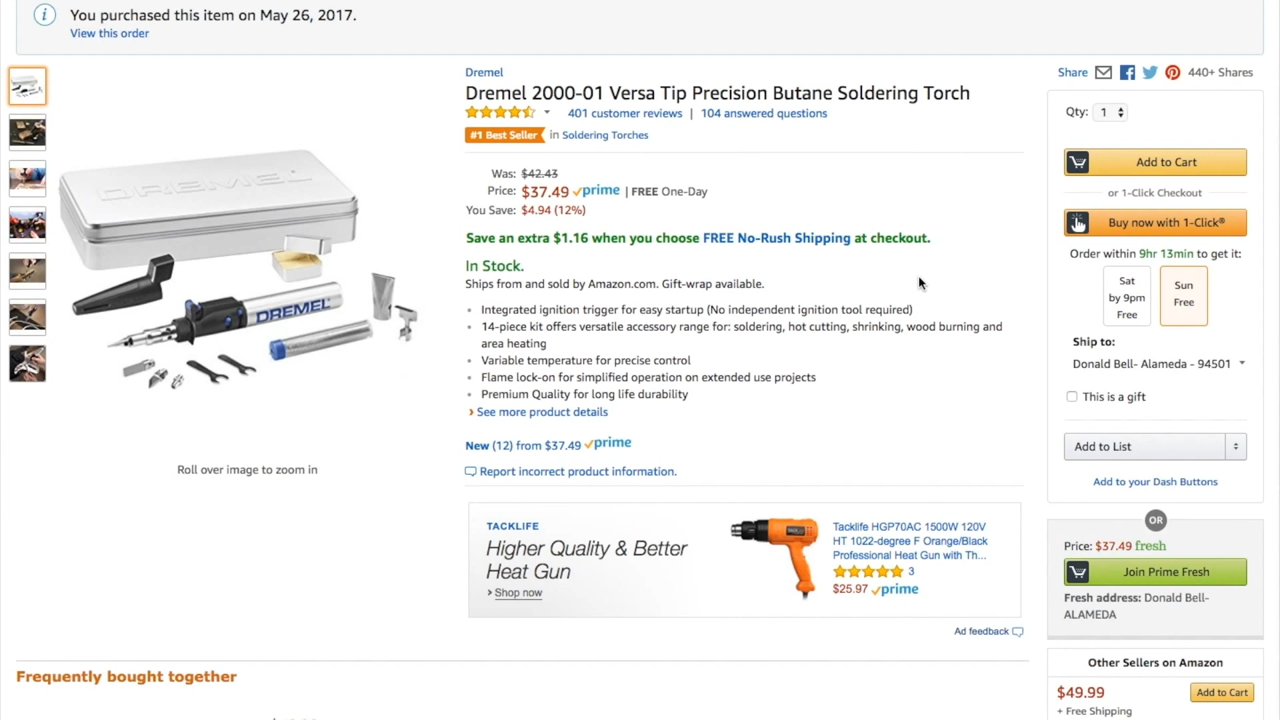 You purchased this item on May 26, 2017.
View this order
Dremel
Dremel 2000-01 Versa Tip Precision Butane Soldering Torch
401 customer reviews | 104 answered questions
#1 Best Seller in Soldering Torches
Was: $42.43
Price: $37.49 prime | FREE One-Day
You Save: $4.94 (12%)
Save an extra $1.16 when you choose FREE No-Rush Shipping at checkout.
In Stock.
Ships from and sold by Amazon.com. Gift-wrap available.
Integrated ignition trigger for easy startup (No independent ignition tool required)
14-piece kit offers versatile accessory range for: soldering, hot cutting, shrinking, wood burning and
area heating
Variable temperature for precise control
Flame lock-on for simplified operation on extended use projects
Premium Quality for long life durability
› See more product details
New (12) from $37.49 prime
Report incorrect product information.
DREMEL
DREMEL
Roll over image to zoom in
TACKLIFE
Higher Quality & Better
Heat Gun
› Shop now
Tacklife HGP70AC 1500W 120V
HT 1022-degree F Orange/Black
Professional Heat Gun with Th...
3
$25.97 prime
Ad feedback
Frequently bought together
Share 440+ Shares
Qty: 1
Add to Cart
or 1-Click Checkout
Buy now with 1-Click®
Order within 9hr 13min to get it:
Sat
by 9pm
Free
Sun
Free
Ship to:
Donald Bell- Alameda - 94501
This is a gift
Add to List
Add to your Dash Buttons
OR
Price: $37.49 fresh
Join Prime Fresh
Fresh address: Donald Bell-
ALAMEDA
Other Sellers on Amazon
$49.99 Add to Cart
+ Free Shipping